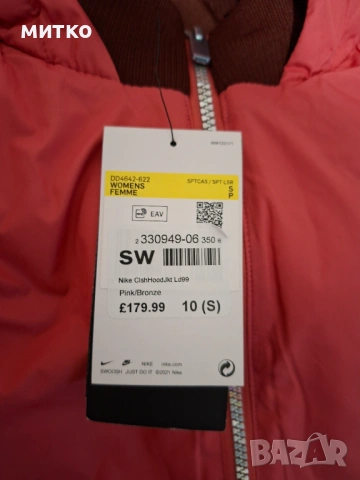 МИТКО
DD4642-622
WOMENS
FEMME
SPTCAS / SPT LSR
S
P
EAV
2 330949-06 350 6
SW
Nike ClshHoodJkt Ld99
Pink/Bronze
£179.99 10 (S)
NIKE nike.com
SWOOSH JUST DO IT ©2021 Nike
BAZAR